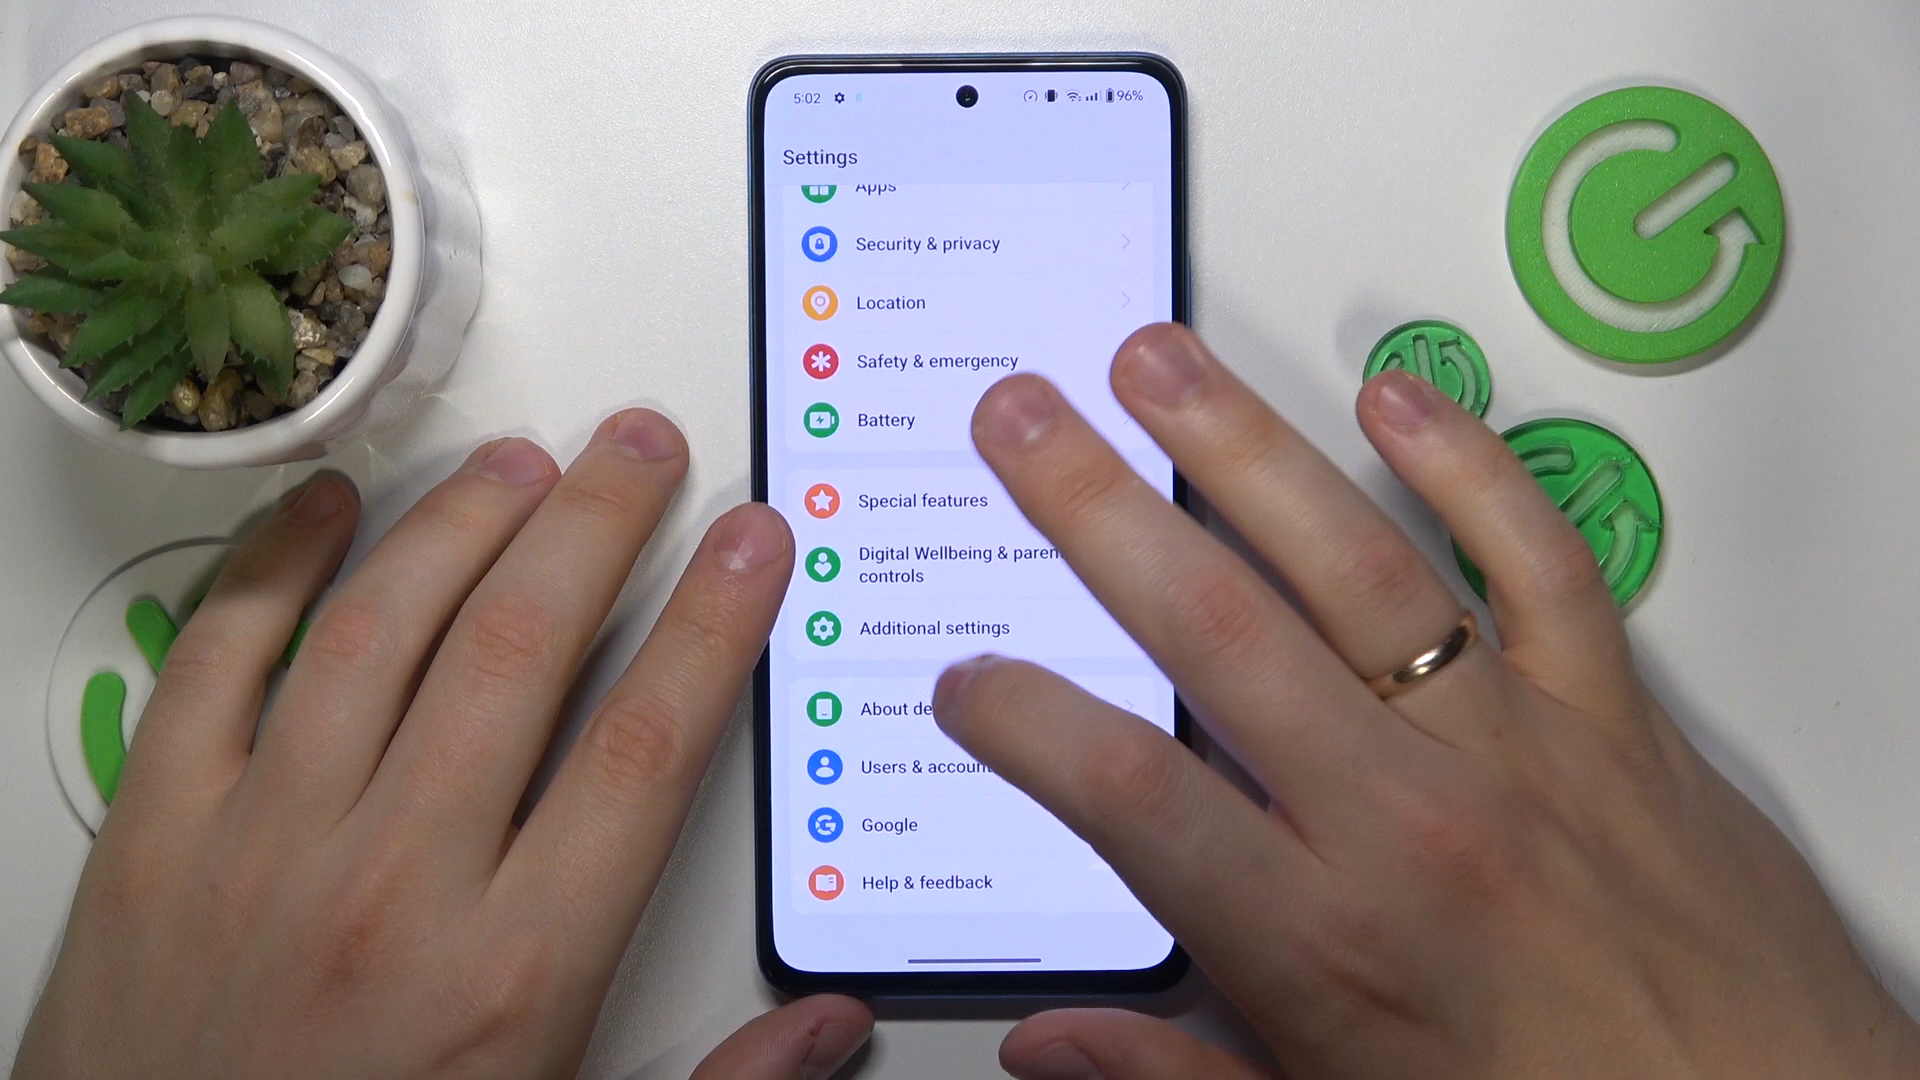 5:02
96%
Settings
Apps
Security & privacy
Location
Safety & emergency
Battery
Special features
Digital Wellbeing & paren
controls
Additional settings
About de
Users & account
Google
Help & feedback